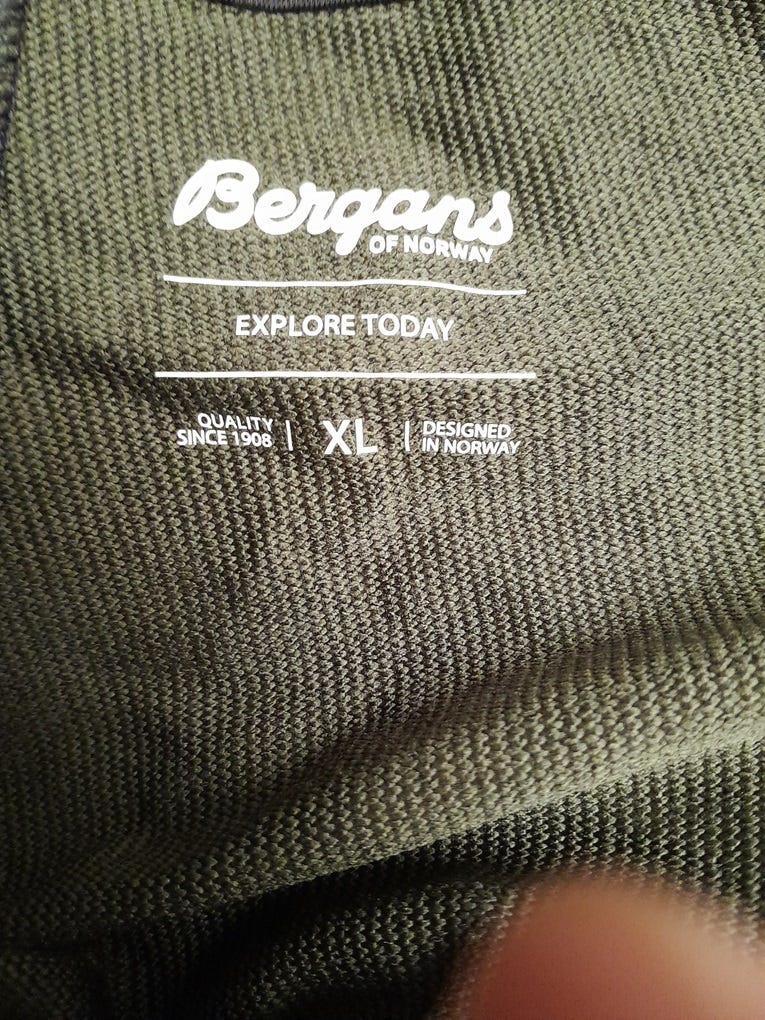 Bergans
OF NORWAY
EXPLORE TODAY
QUALITY
SINCE 1908
XL
DESIGNED
IN NORWAY